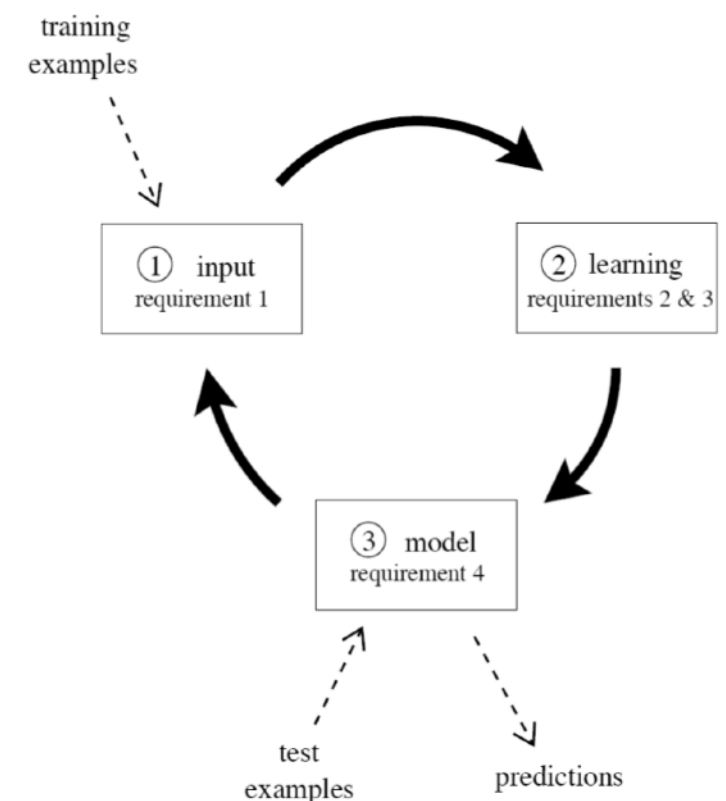 training
examples
① input
requirement 1
② learning
requirements 2 & 3
③ model
requirement 4
test
examples
predictions